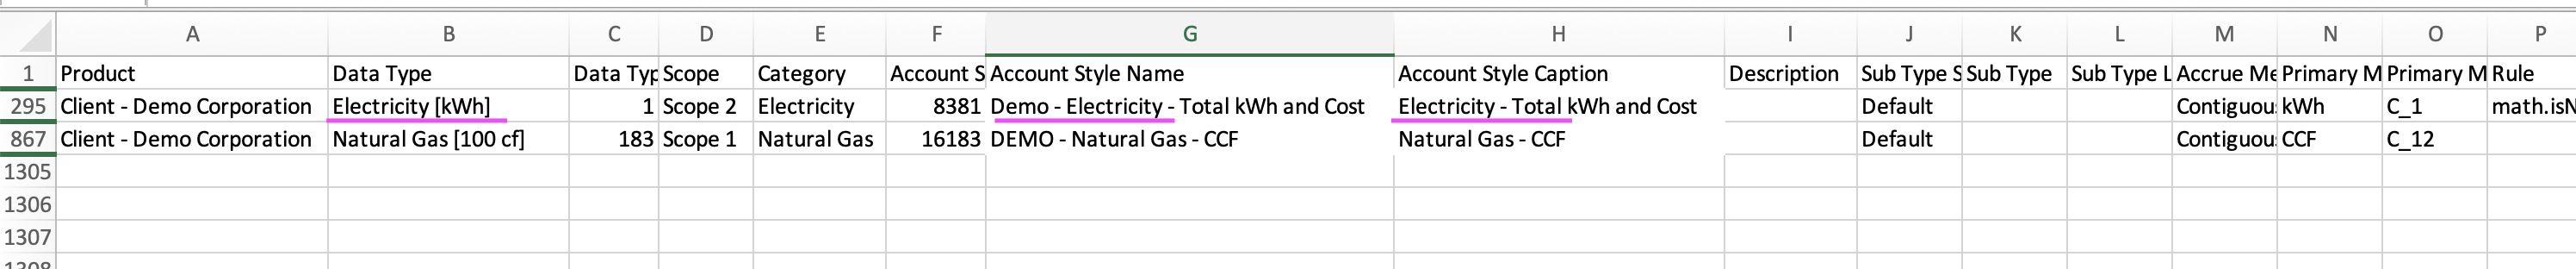 A B C D E F G H I J K L M N O P
1 Product Data Type Data Typ Scope Category Account S Account Style Name Account Style Caption Description Sub Type S Sub Type Sub Type L Accrue Me Primary M Primary M Rule
295 Client - Demo Corporation Electricity [kWh] 1 Scope 2 Electricity 8381 Demo - Electricity - Total kWh and Cost Electricity - Total kWh and Cost Default Contiguous kWh C_1 math.isN
867 Client - Demo Corporation Natural Gas [100 cf] 183 Scope 1 Natural Gas 16183 DEMO - Natural Gas - CCF Natural Gas - CCF Default Contiguous CCF C_12
1305
1306
1307
1308